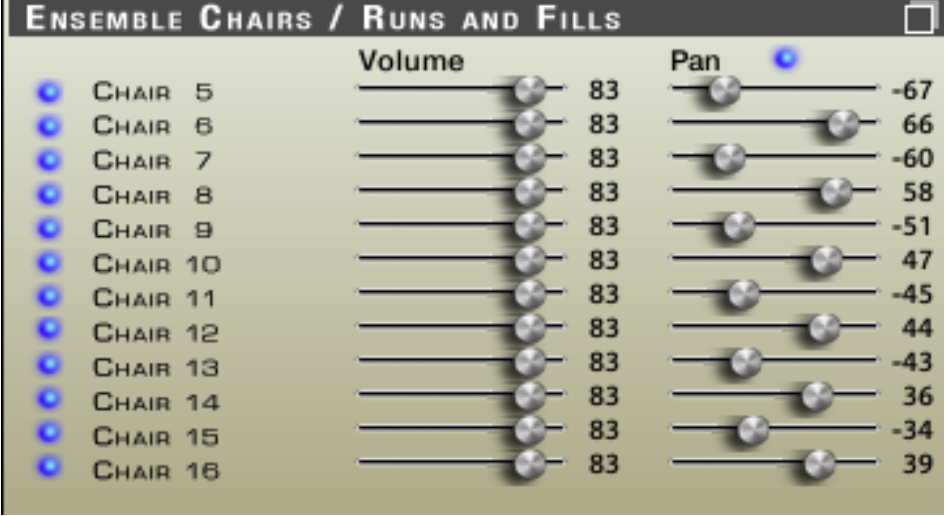 ENSEMBLE CHAIRS / RUNS AND FILLS
Volume Pan
CHAIR 5 83 -67
CHAIR 6 83 66
CHAIR 7 83 -60
CHAIR 8 83 58
CHAIR 9 83 -51
CHAIR 10 83 47
CHAIR 11 83 -45
CHAIR 12 83 44
CHAIR 13 83 -43
CHAIR 14 83 36
CHAIR 15 83 -34
CHAIR 16 83 39